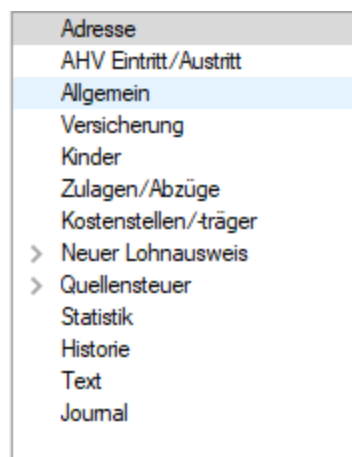 Adresse
AHV Eintritt/Austritt
Allgemein
Versicherung
Kinder
Zulagen/Abzüge
Kostenstellen/-träger
Neuer Lohnausweis
Quellensteuer
Statistik
Historie
Text
Journal